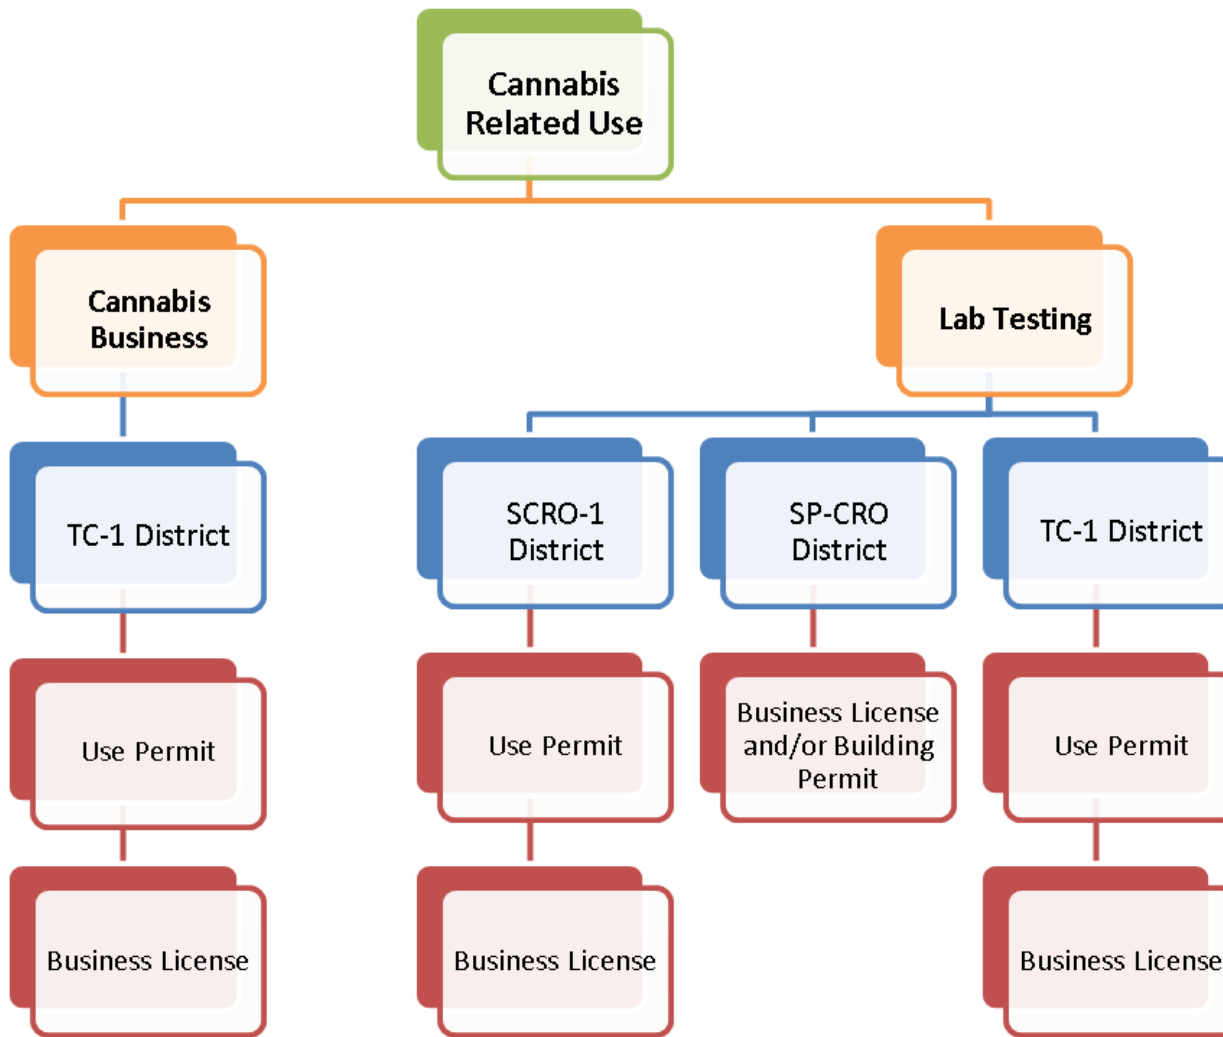 Cannabis
Related Use
Cannabis
Business
Lab Testing
TC-1 District
SCRO-1
District
SP-CRO
District
TC-1 District
Use Permit
Use Permit
Business License
and/or Building
Permit
Use Permit
Business License
Business License
Business License